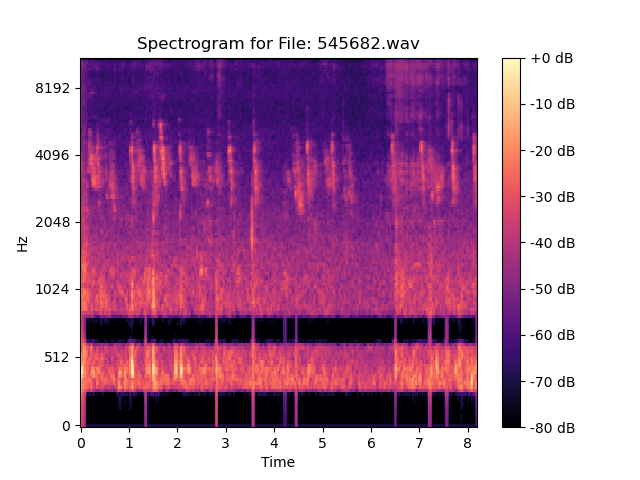 Spectrogram for File: 545682.wav
8192
4096
2048
1024
512
0
Hz
0 1 2 3 4 5 6 7 8
Time
+0 dB
-10 dB
-20 dB
-30 dB
-40 dB
-50 dB
-60 dB
-70 dB
-80 dB